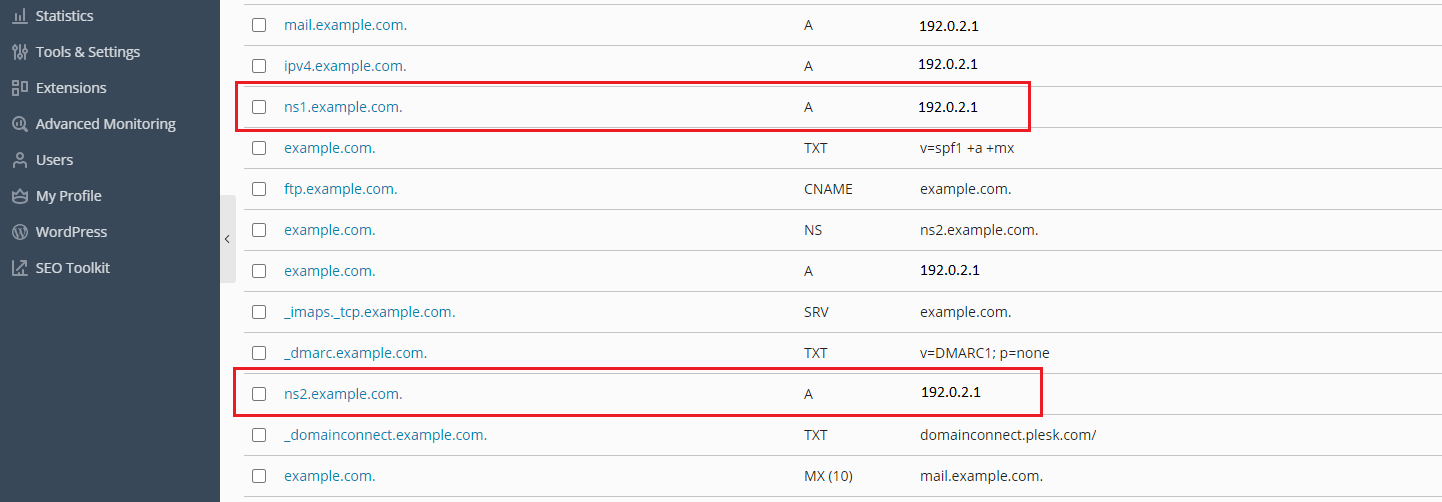 Statistics
Tools & Settings
Extensions
Advanced Monitoring
Users
My Profile
WordPress
SEO Toolkit
mail.example.com. A 192.0.2.1
ipv4.example.com. A 192.0.2.1
ns1.example.com. A 192.0.2.1
example.com. TXT v=spf1 +a +mx
ftp.example.com. CNAME example.com.
example.com. NS ns2.example.com.
example.com. A 192.0.2.1
_imaps._tcp.example.com. SRV example.com.
_dmarc.example.com. TXT v=DMARC1; p=none
ns2.example.com. A 192.0.2.1
_domainconnect.example.com. TXT domainconnect.plesk.com/
example.com. MX (10) mail.example.com.